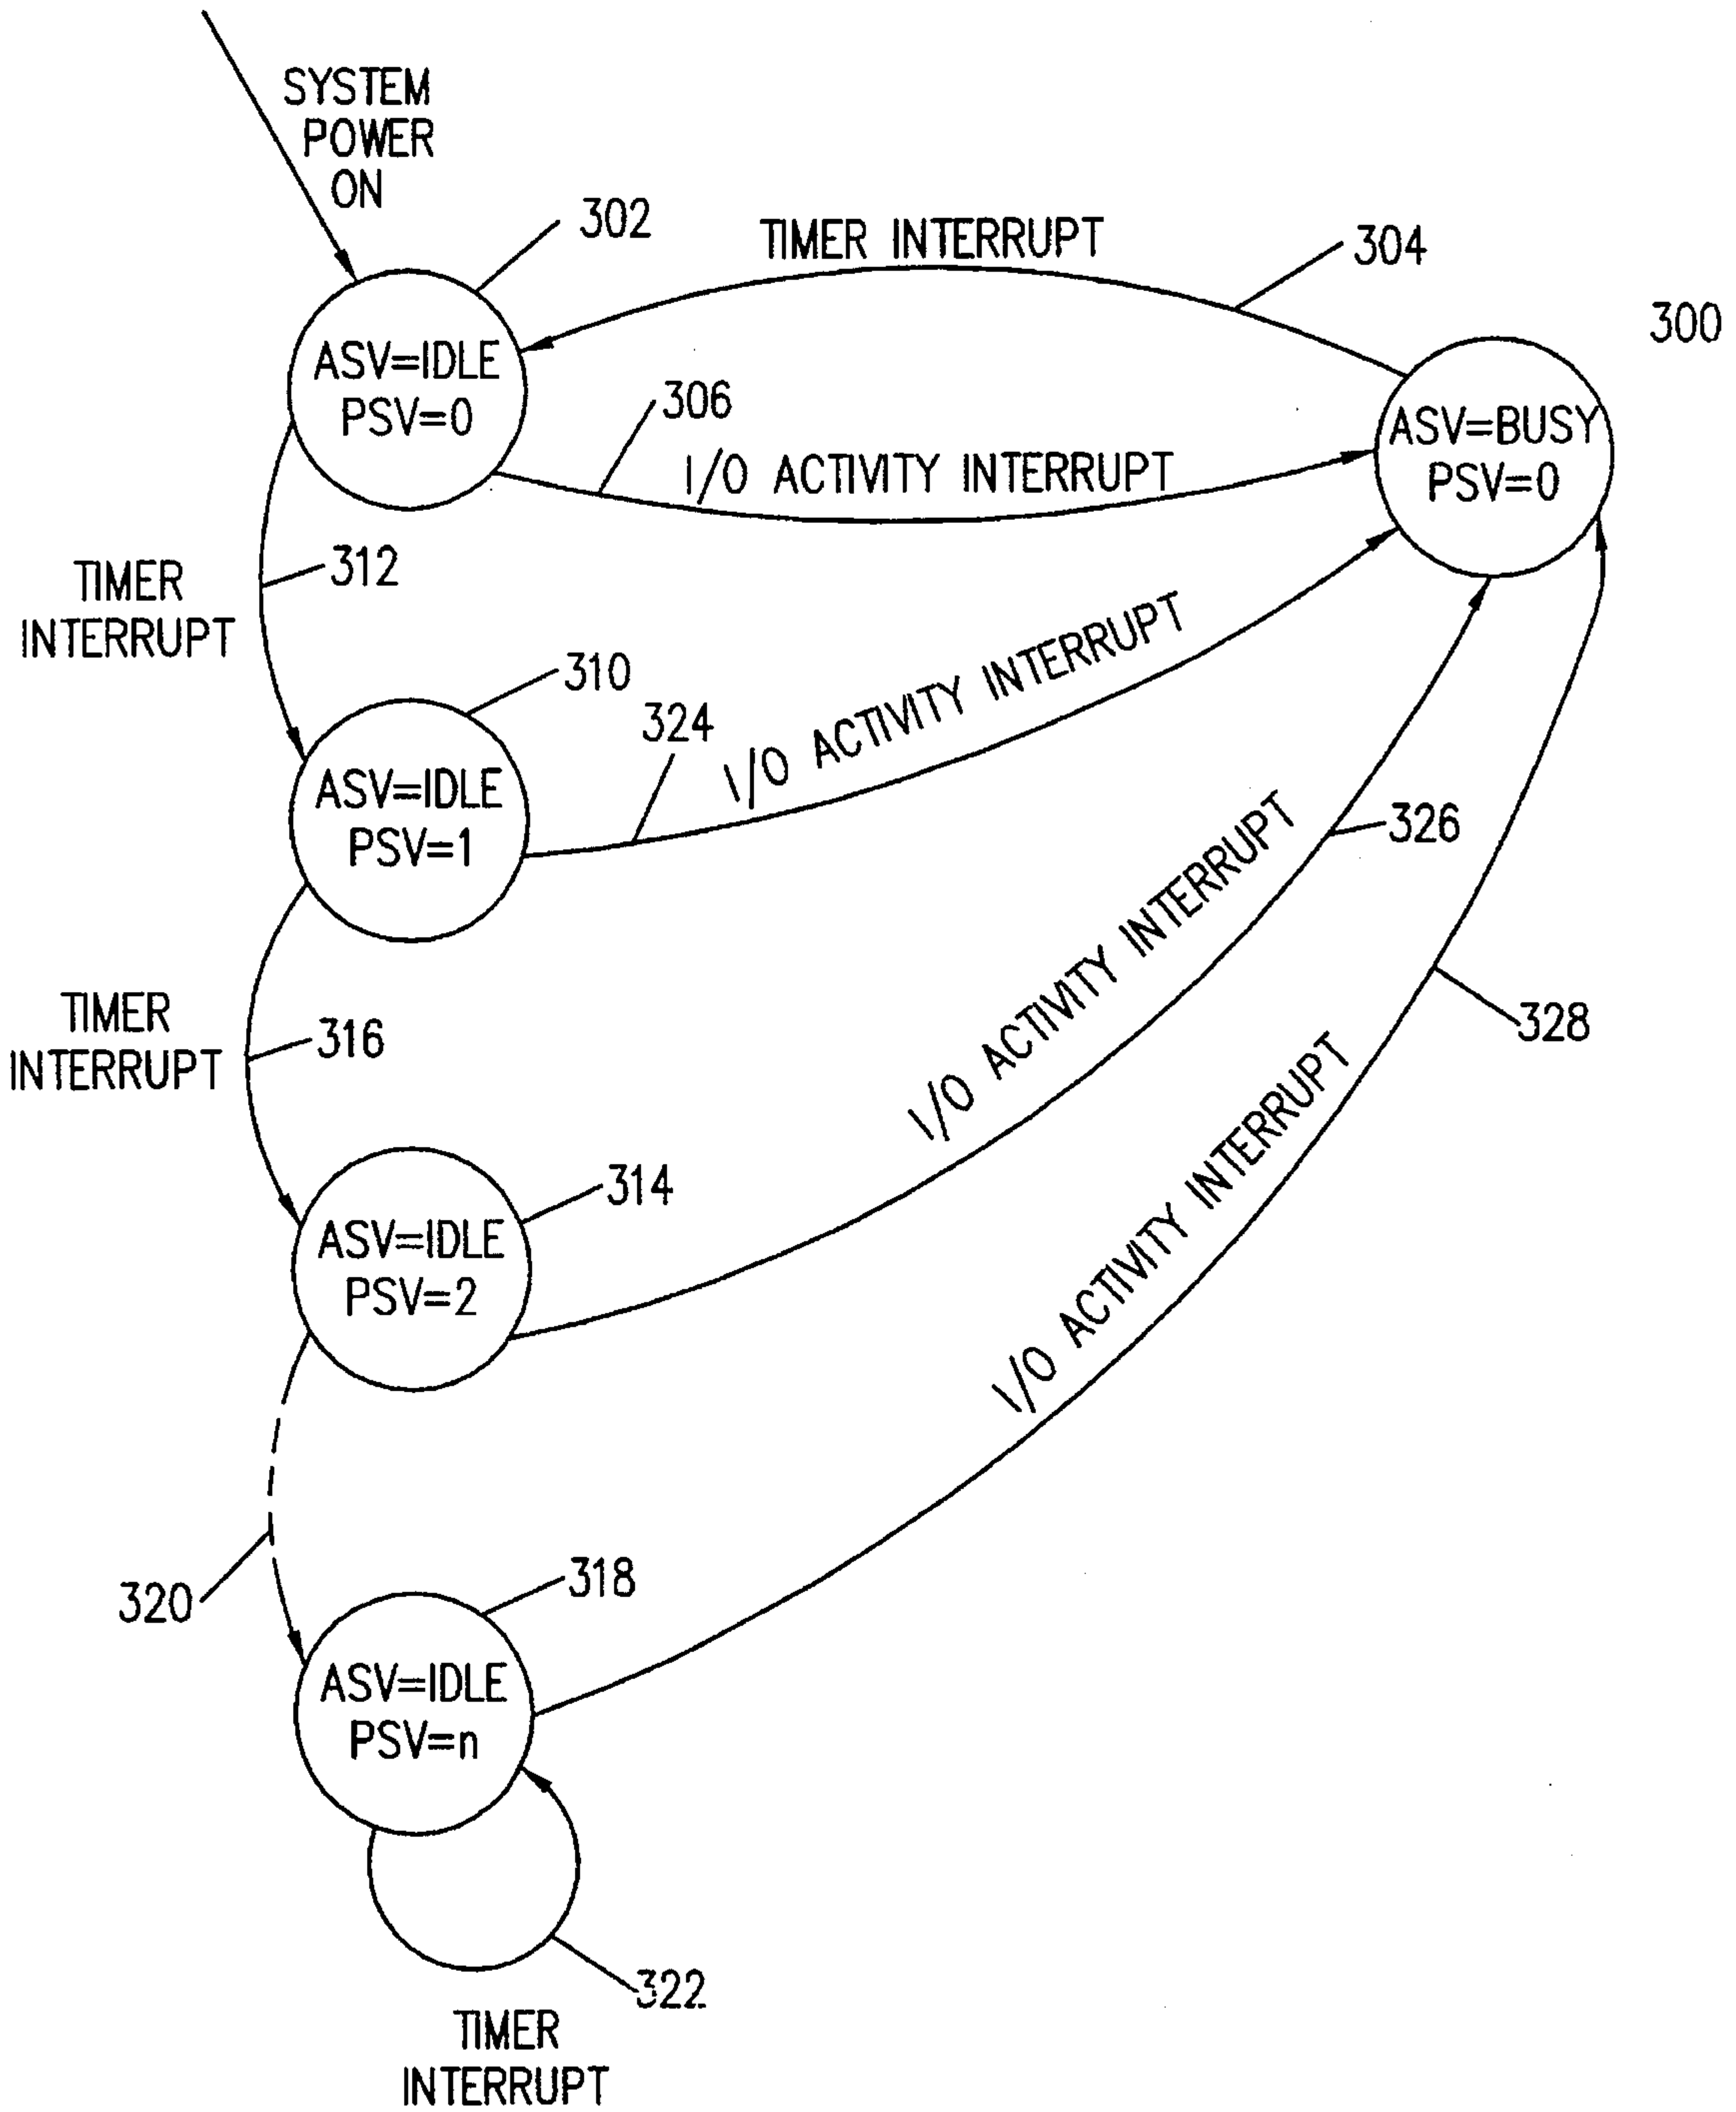 SYSTEM
POWER
ON
302
TIMER INTERRUPT
304
300
ASV=IDLE
PSV=0
306
I/O ACTIVITY INTERRUPT
ASV=BUSY
PSV=0
312
TIMER
INTERRUPT
310
324
I/O ACTIVITY INTERRUPT
ASV=IDLE
PSV=1
326
I/O ACTIVITY INTERRUPT
TIMER
INTERRUPT
316
328
I/O ACTIVITY INTERRUPT
314
ASV=IDLE
PSV=2
320
318
ASV=IDLE
PSV=n
322
TIMER
INTERRUPT